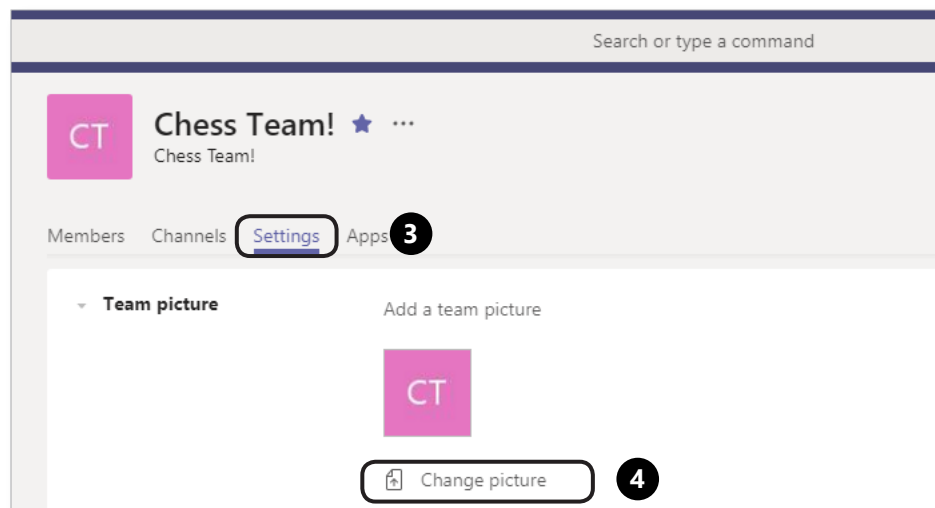 Search or type a command
CT
Chess Team! ...
Chess Team!
Members Channels Settings Apps 3
Team picture
Add a team picture
CT
Change picture 4